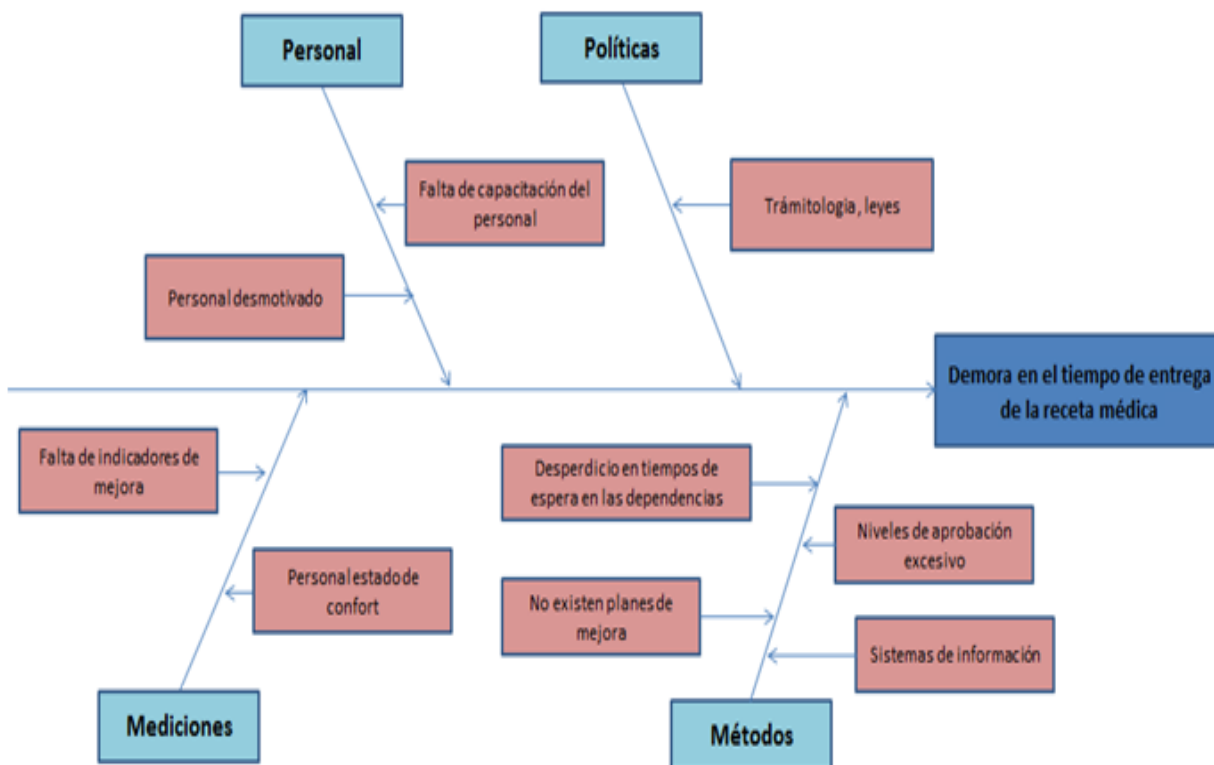 Personal
Políticas
Falta de capacitación del
personal
Trámitologia, leyes
Personal desmotivado
Demora en el tiempo de entrega
de la receta médica
Falta de indicadores de
mejora
Desperdicio en tiempos de
espera en las dependencias
Niveles de aprobación
excesivo
Personal estado de
confort
No existen planes de
mejora
Sistemas de información
Mediciones
Métodos